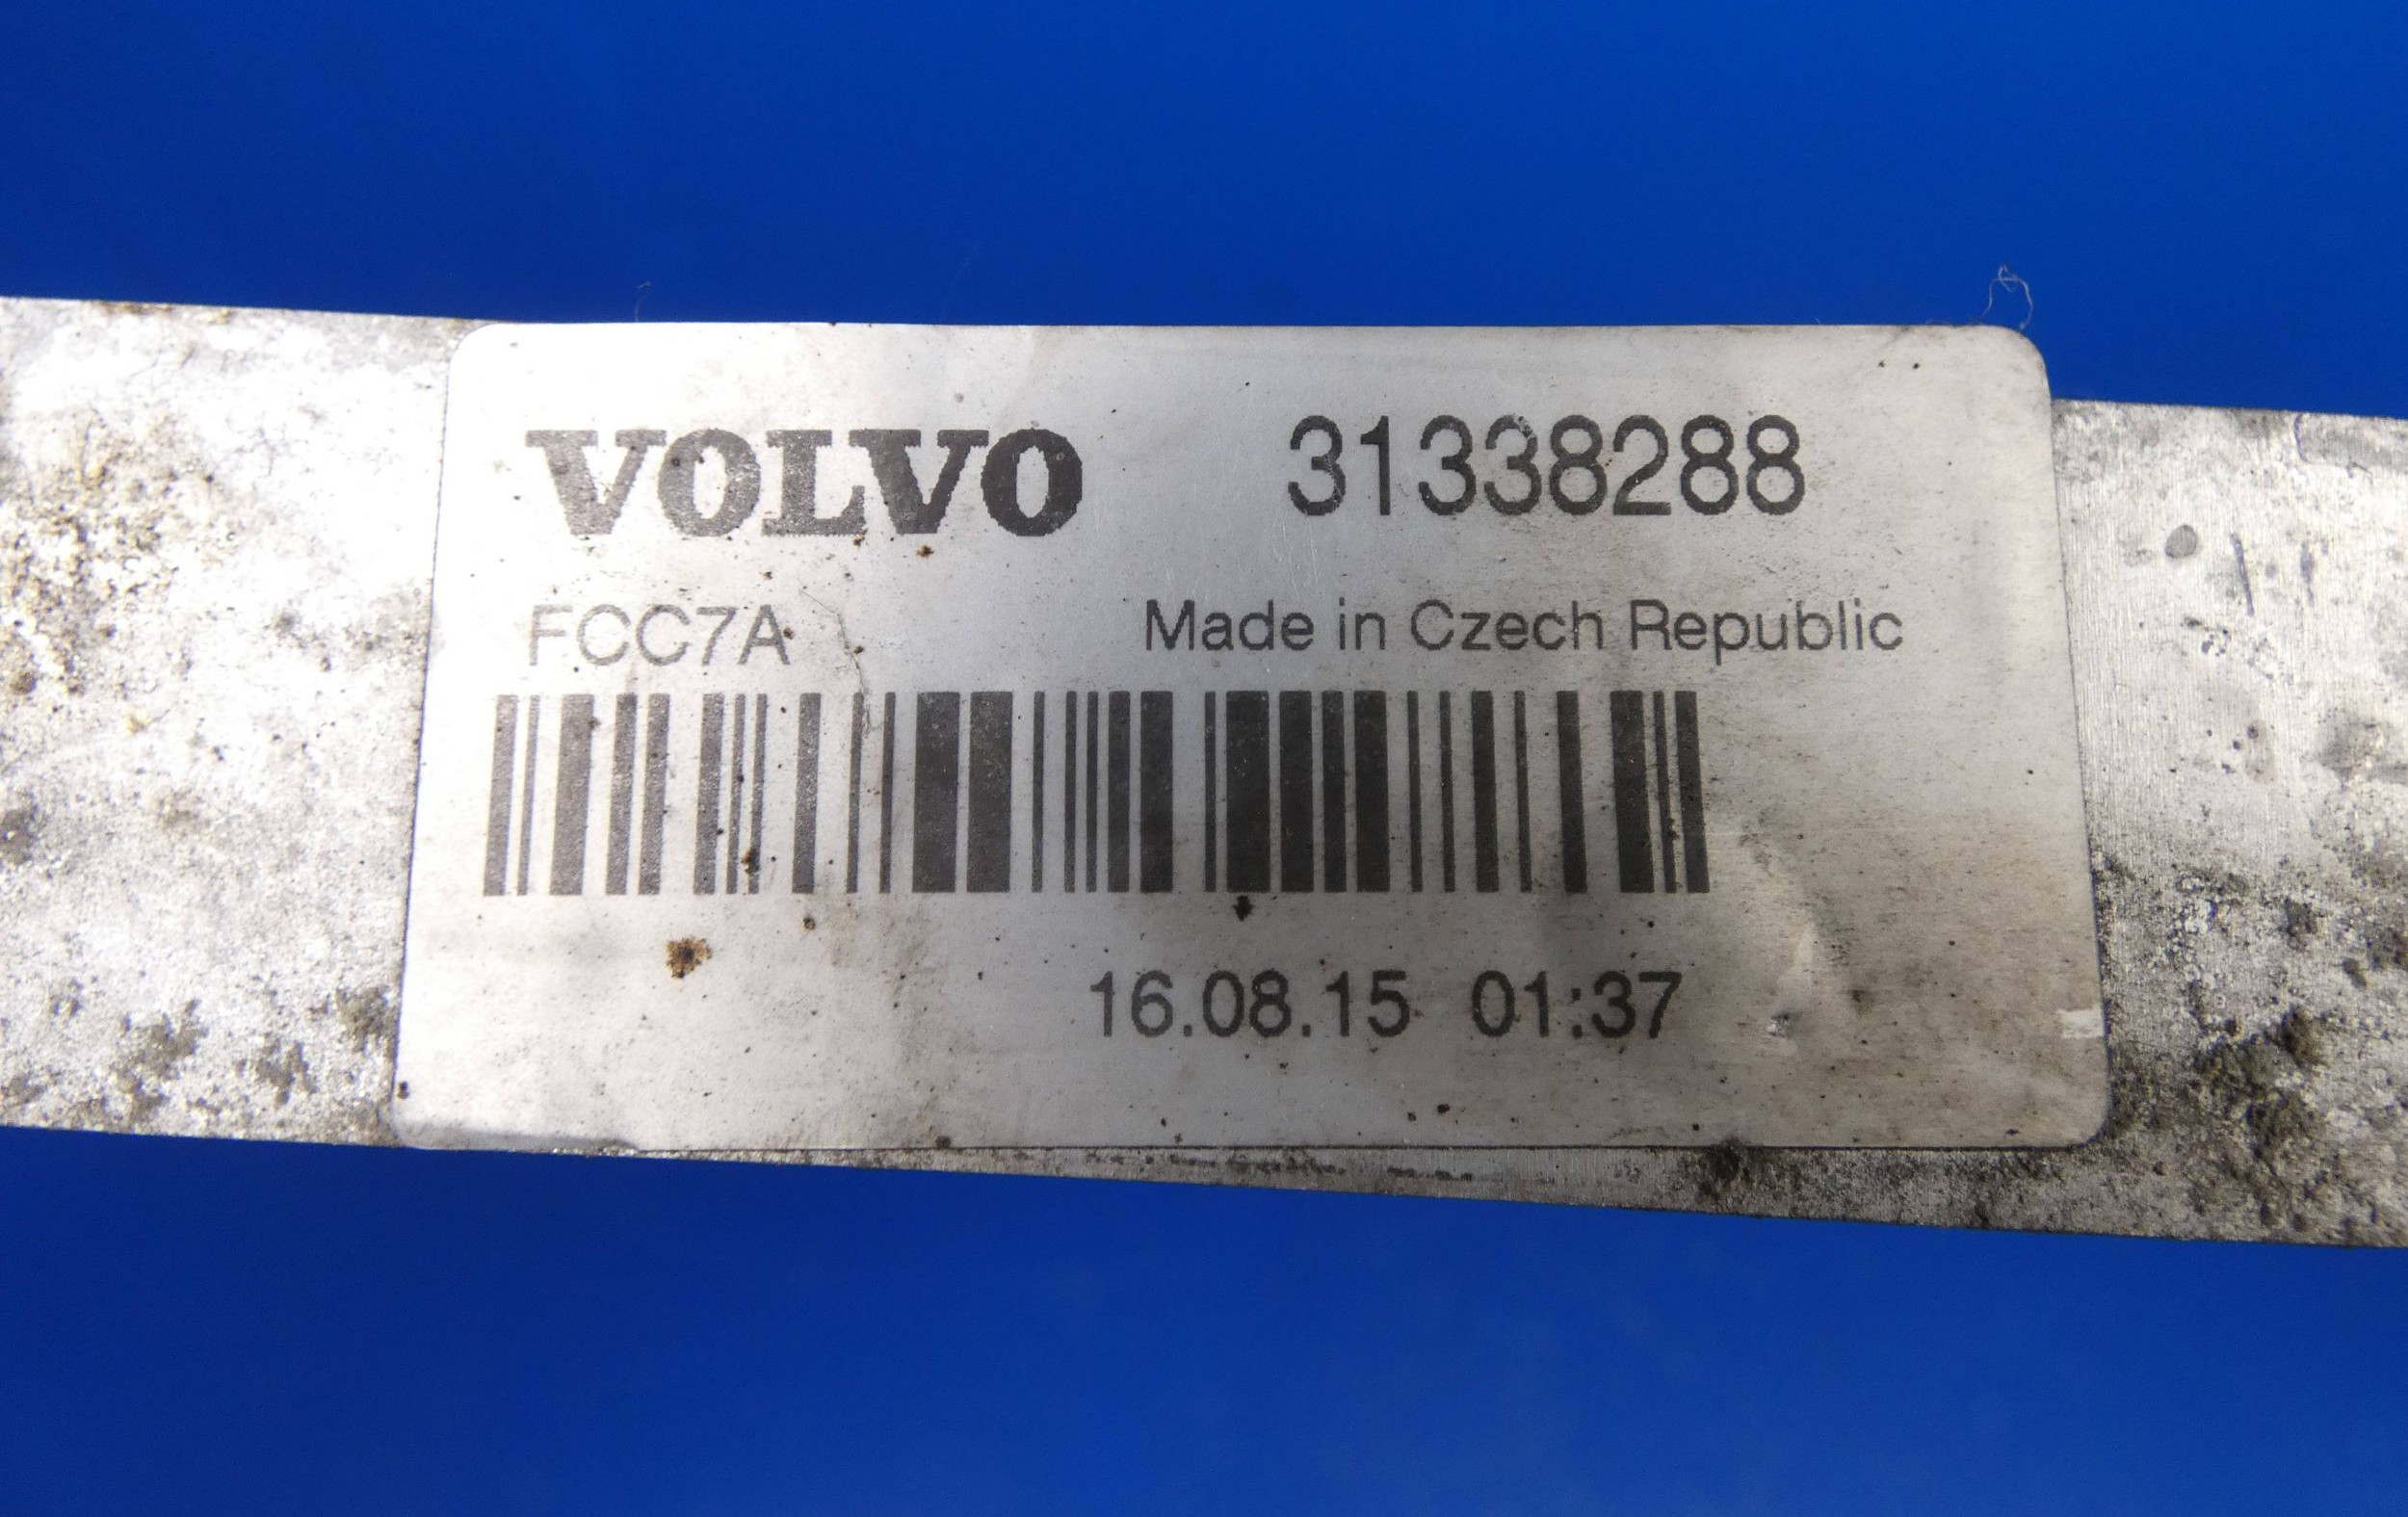 VOLVO 31338288
FCC7A Made in Czech Republic
16.08.15 01:37